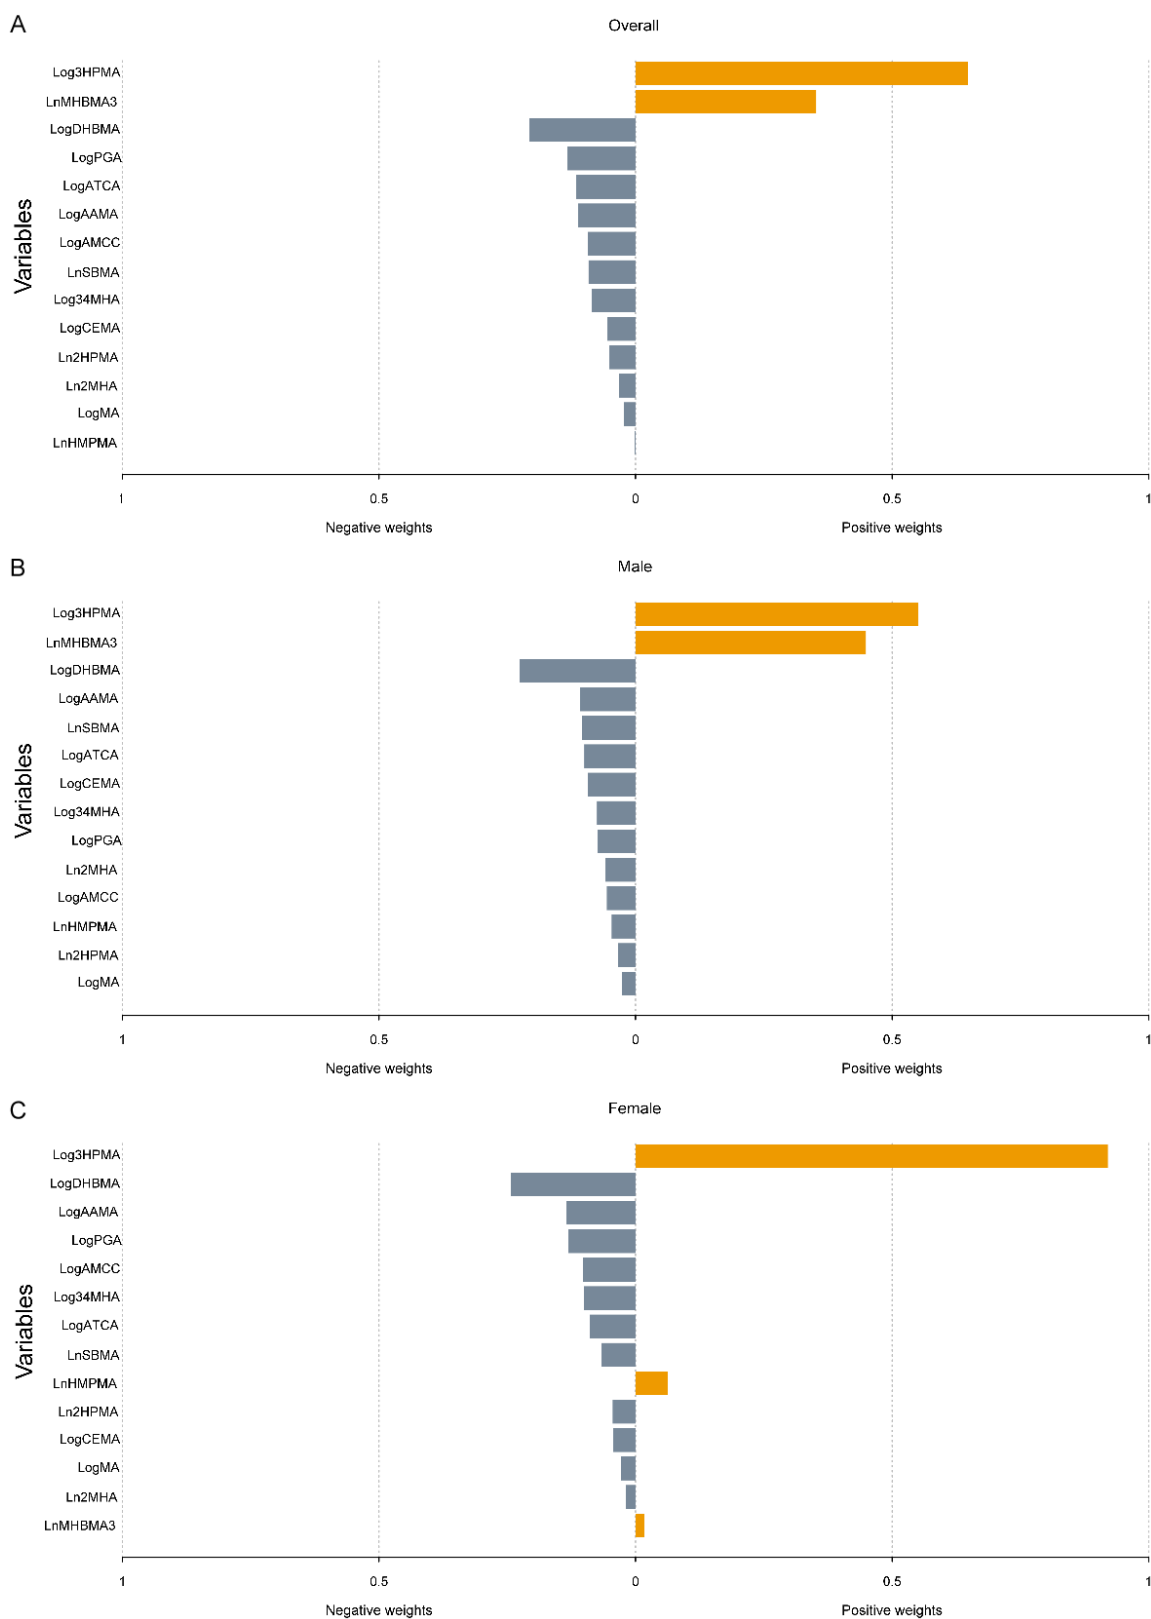 A
Overall
Log3HPMA
LnMHBMA3
LogDHBMA
LogPGA
LogATCA
LogAAMA
LogAMCC
LnSBMA
Log34MHA
LogCEMA
Ln2HPMA
Ln2MHA
LogMA
LnHMPMA
Variables
1 0.5 0 0.5 1
Negative weights Positive weights
B
Male
Log3HPMA
LnMHBMA3
LogDHBMA
LogAAMA
LnSBMA
LogATCA
LogCEMA
Log34MHA
LogPGA
Ln2MHA
LogAMCC
LnHMPMA
Ln2HPMA
LogMA
Variables
1 0.5 0 0.5 1
Negative weights Positive weights
C
Female
Log3HPMA
LogDHBMA
LogAAMA
LogPGA
LogAMCC
Log34MHA
LogATCA
LnSBMA
LnHMPMA
Ln2HPMA
LogCEMA
LogMA
Ln2MHA
LnMHBMA3
Variables
1 0.5 0 0.5 1
Negative weights Positive weights